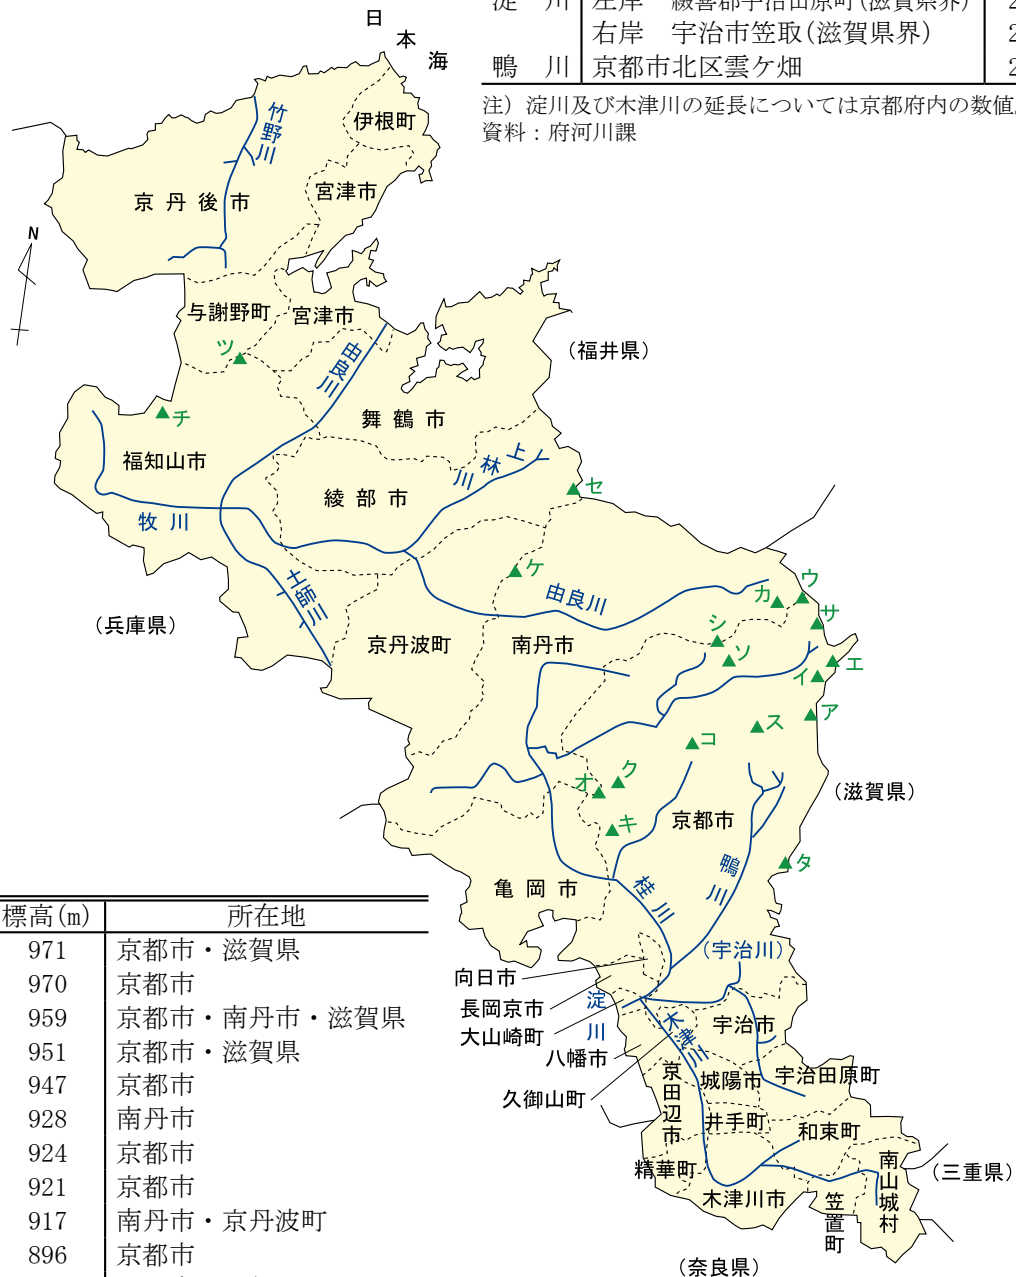 日本海
淀　川　左岸　綴喜郡宇治田原町(滋賀県界)　2
右岸　宇治市笠取(滋賀県界)　2
鴨　川　京都市北区雲ケ畑　2
注）淀川及び木津川の延長については京都府内の数値
資料：府河川課
竹野川
伊根町
宮津市
京丹後市
N
与謝野町
宮津市
ツ
由良川
（福井県）
チ
舞鶴市
福知山市
上林川
綾部市
セ
牧川
ケ
土師川
由良川
カ
ウ
サ
（兵庫県）
京丹波町
南丹市
シ
ソ
エ
イ
ア
ス
コ
オ
ク
キ
（滋賀県）
京都市
タ
鴨川
亀岡市
桂川
（宇治川）
向日市
長岡京市
淀川
大山崎町
木津川
宇治市
八幡市
久御山町
京田辺市
城陽市
宇治田原町
井手町
和束町
精華町
南山城村
（三重県）
木津川市
笠置町
（奈良県）
標高(m)　所在地
971　京都市・滋賀県
970　京都市
959　京都市・南丹市・滋賀県
951　京都市・滋賀県
947　京都市
928　南丹市
924　京都市
921　京都市
917　南丹市・京丹波町
896　京都市